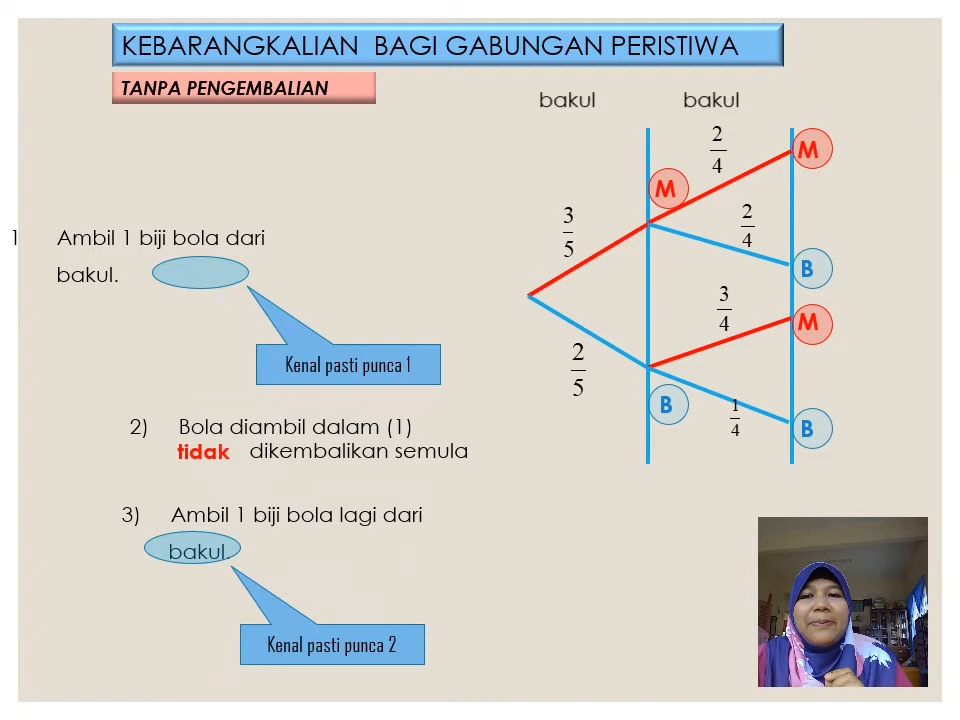 KEBARANGKALIAN BAGI GABUNGAN PERISTIWA
TANPA PENGEMBALIAN
bakul bakul
1 Ambil 1 biji bola dari
bakul.
Kenal pasti punca 1
2) Bola diambil dalam (1)
tidak dikembalikan semula
3) Ambil 1 biji bola lagi dari
bakul.
Kenal pasti punca 2
3/5
2/5
M
B
2/4
2/4
3/4
1/4
M
B
M
B